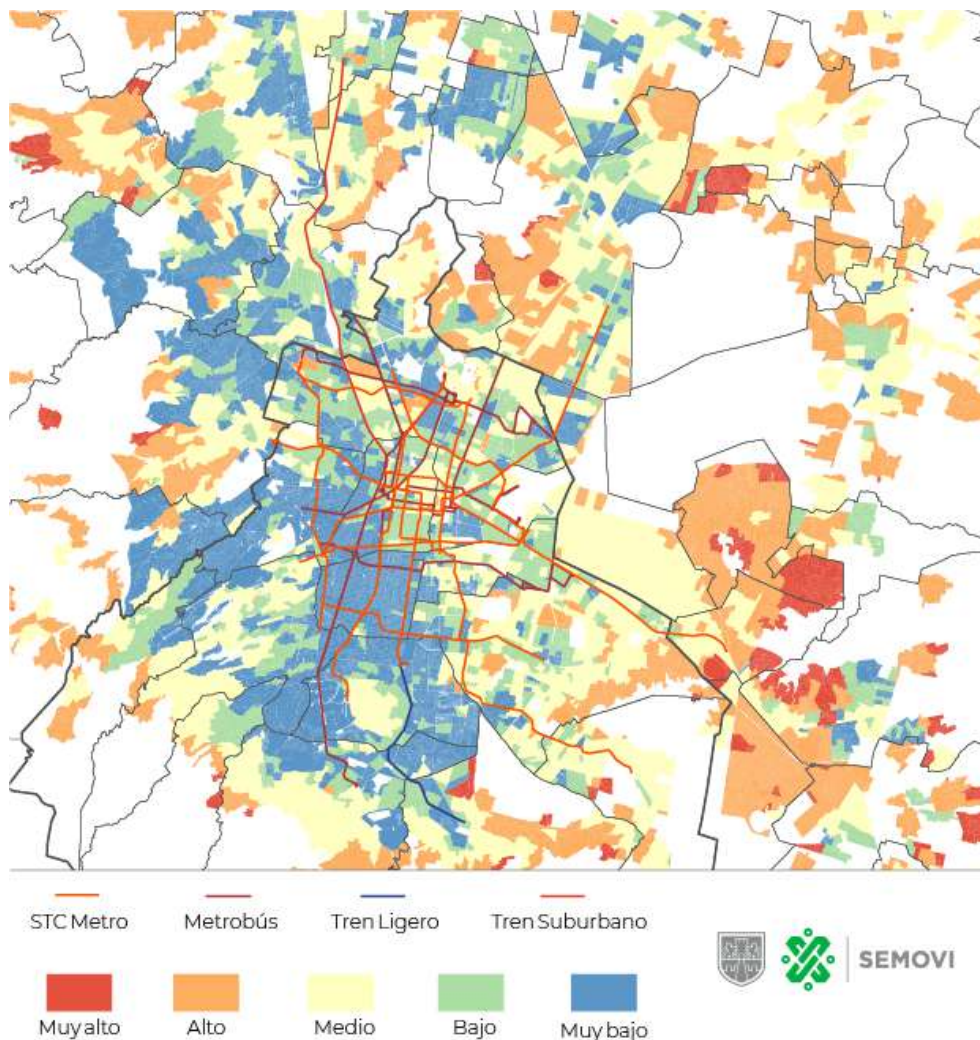 STC Metro
Metrobús
Tren Ligero
Tren Suburbano
SEMOVI
Muy alto
Alto
Medio
Bajo
Muy bajo